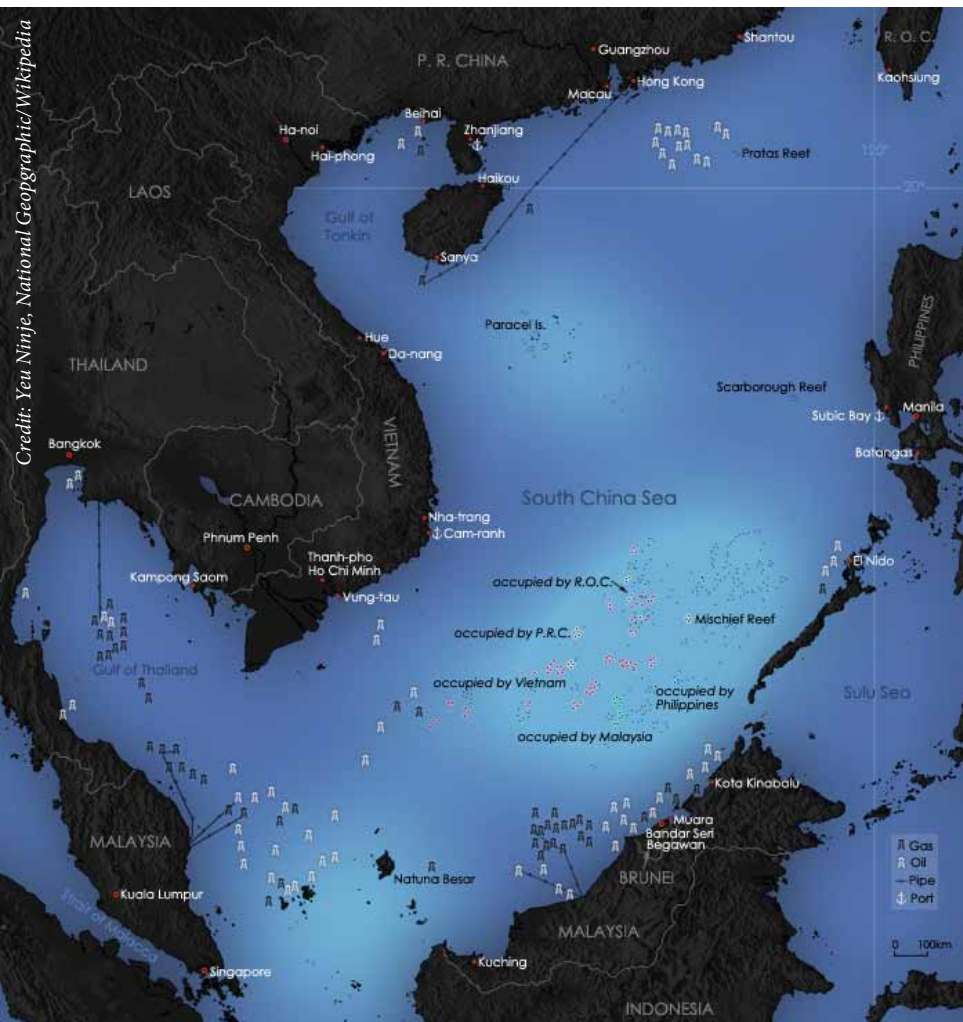 Credit: Yeu Ninje, National Geopgraphic/Wikipedia
P. R. CHINA
Guangzhou
Shantou
R. O. C.
Kaohsiung
Macau
Hong Kong
Beihai
Zhanjiang
Ha-noi
Hai-phong
Pratas Reef
120°
20°
Haikou
LAOS
Gulf of
Tonkin
Sanya
Paracel Is.
Hue
Da-nang
THAILAND
PHILIPPINES
Scarborough Reef
Subic Bay
Manila
Batangas
Bangkok
VIETNAM
CAMBODIA
South China Sea
Nha-trang
Cam-ranh
Phnum Penh
Thanh-pho
Ho Chi Minh
Kampong Saom
Vung-tau
El Nido
occupied by R.O.C.
Mischief Reef
occupied by P.R.C.
Gulf of Thailand
occupied by Vietnam
occupied by
Philippines
Sulu Sea
occupied by Malaysia
Kota Kinabalu
Muara
Bandar Seri
Begawan
BRUNEI
MALAYSIA
Natuna Besar
Kuala Lumpur
Strait of Malacca
Singapore
MALAYSIA
Kuching
INDONESIA
Gas
Oil
Pipe
Port
0 100km